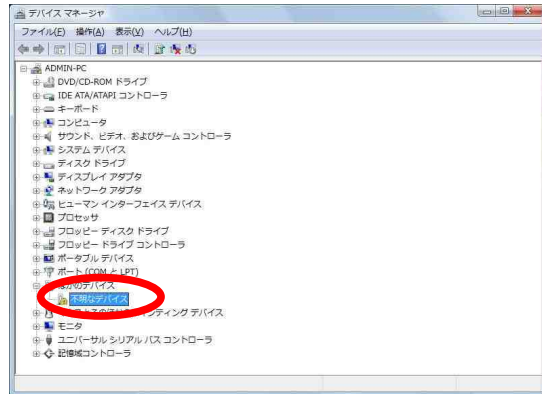 デバイス マネージャ
ファイル(F) 操作(A) 表示(V) ヘルプ(H)
ADMIN-PC
DVD/CD-ROM ドライブ
IDE ATA/ATAPI コントローラ
キーボード
コンピュータ
サウンド、ビデオ、およびゲーム コントローラ
システム デバイス
ディスク ドライブ
ディスプレイ アダプタ
ネットワーク アダプタ
ヒューマン インターフェイス デバイス
プロセッサ
フロッピー ディスク ドライブ
フロッピー ドライブ コントローラ
ポータブル デバイス
ポート (COM と LPT)
ほかのデバイス
不明なデバイス
ンティング デバイス
モニタ
ユニバーサル シリアル バス コントローラ
記憶域コントローラ